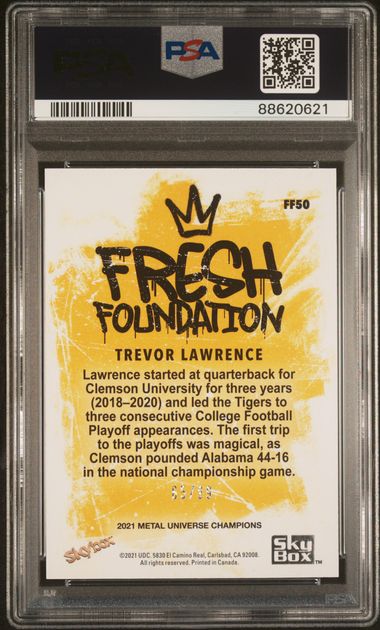 PSA
PSA
88620621
FF50
FRESH
FOUNDATION
TREVOR LAWRENCE
Lawrence started at quarterback for
Clemson University for three years
(2018–2020) and led the Tigers to
three consecutive College Football
Playoff appearances. The first trip
to the playoffs was magical, as
Clemson pounded Alabama 44-16
in the national championship game.
2021 METAL UNIVERSE CHAMPIONS
Skybox
SkyBox™
©2021 UDC. 5830 El Camino Real, Carlsbad, CA 92008.
All rights reserved. Printed in Canada.